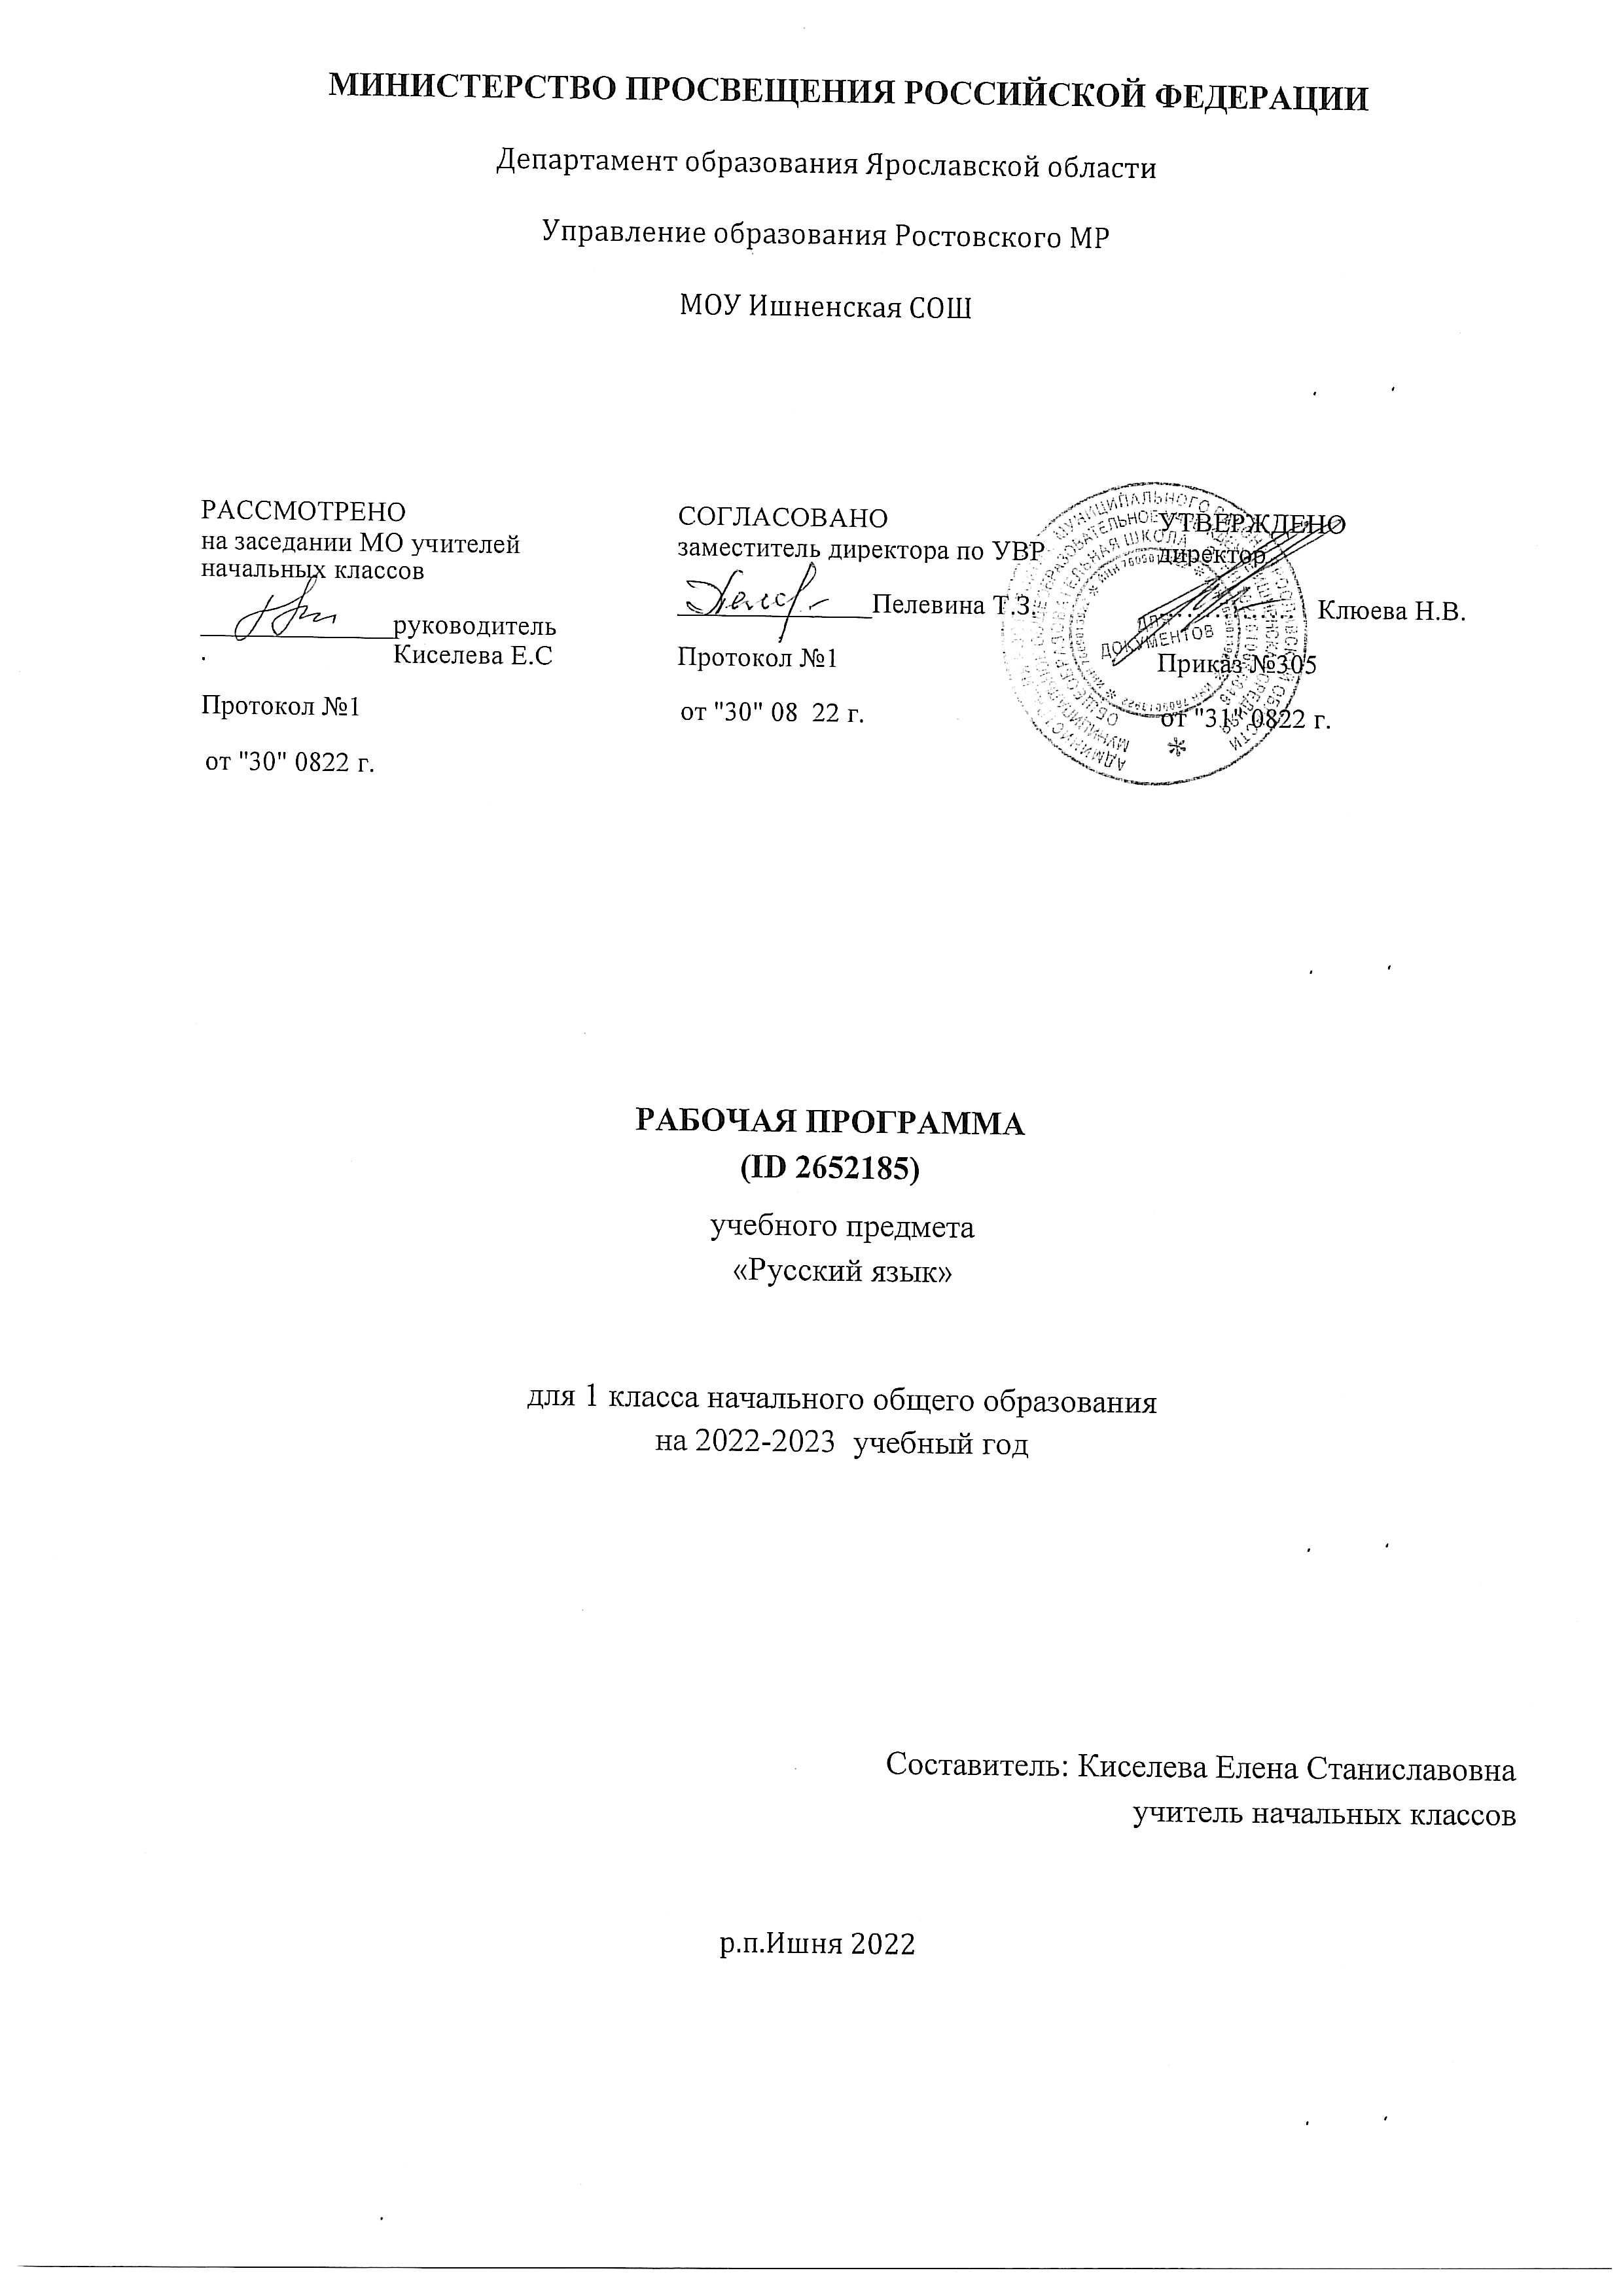 МИНИСТЕРСТВО ПРОСВЕЩЕНИЯ РОССИЙСКОЙ ФЕДЕРАЦИИ
Департамент образования Ярославской области
Управление образования Ростовского МР
МОУ Ишненская СОШ
РАССМОТРЕНО
на заседании МО учителей
начальных классов
руководитель
Киселева Е.С
Протокол №1
от "30" 0822 г.
СОГЛАСОВАНО
заместитель директора по УВР
Пелевина Т.З.
Протокол №1
от "30" 08  22 г.
УТВЕРЖДЕНО
директор
Клюева Н.В.
Приказ №305
от "31" 0822 г.
ДЛЯ
ДОКУМЕНТОВ
РАБОЧАЯ ПРОГРАММА
(ID 2652185)
учебного предмета
«Русский язык»
для 1 класса начального общего образования
на 2022-2023  учебный год
Составитель: Киселева Елена Станиславовна
учитель начальных классов
р.п.Ишня 2022